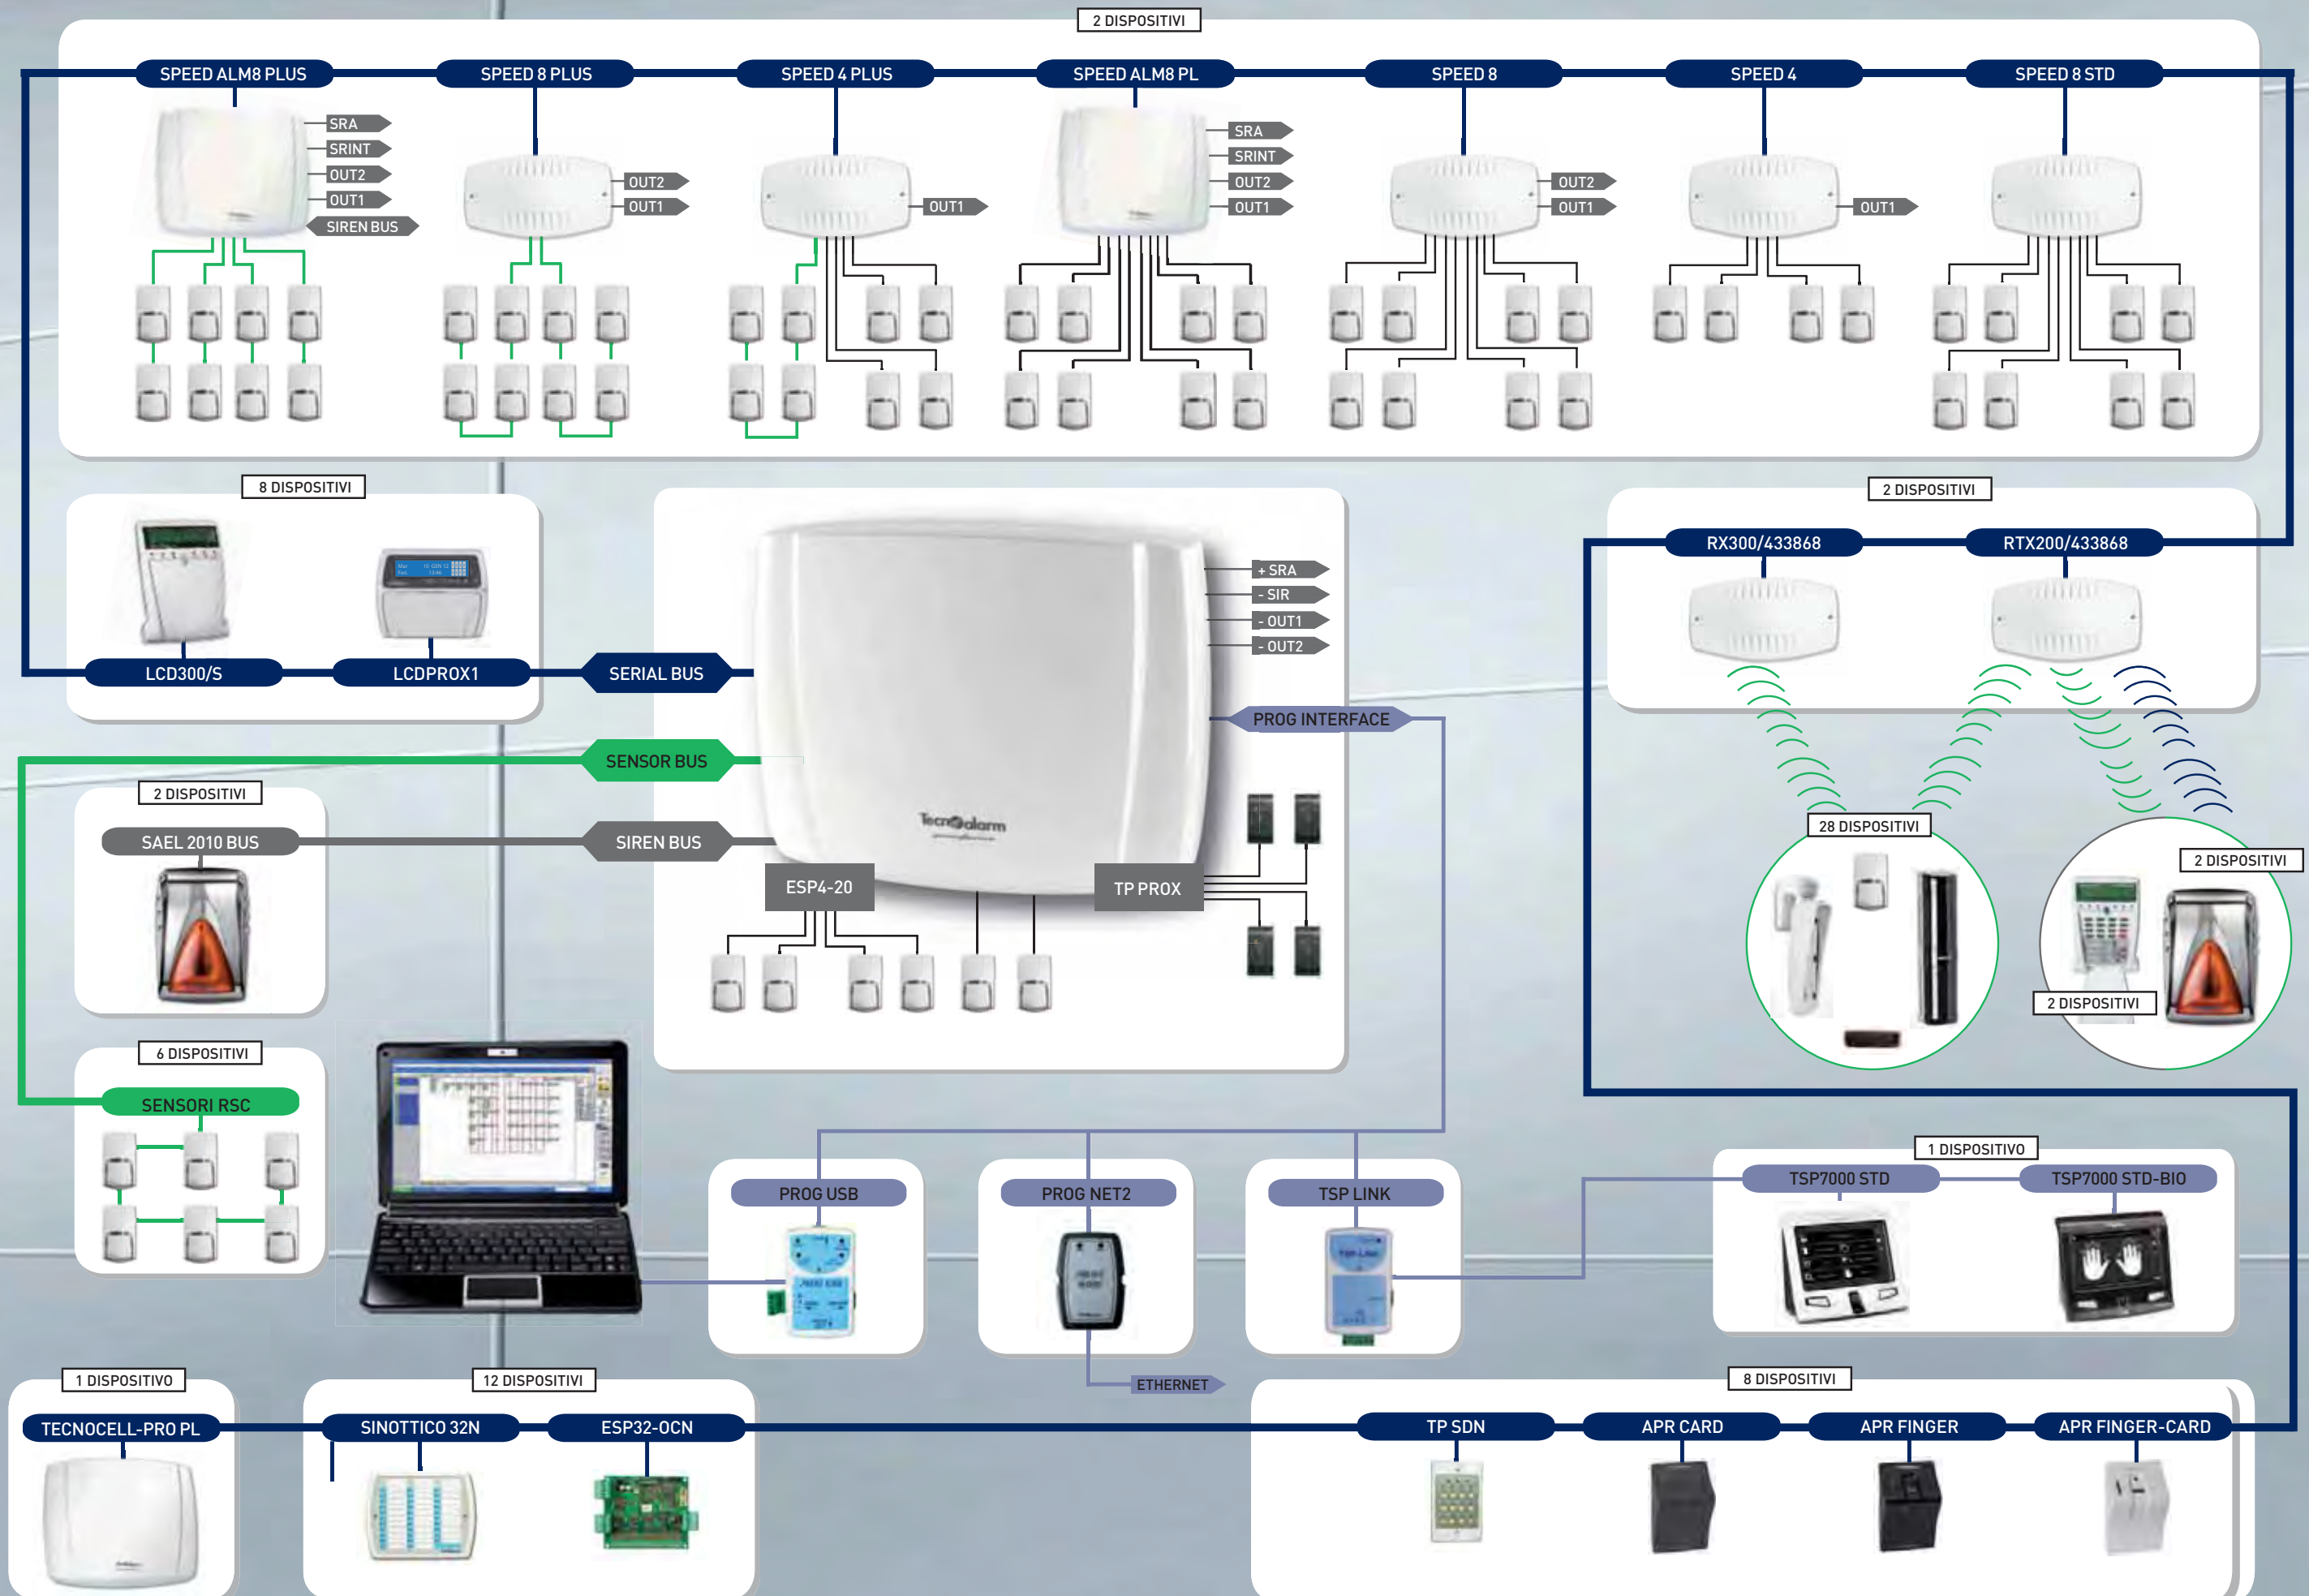 2 DISPOSITIVI
SPEED ALM8 PLUS
SPEED 8 PLUS
SPEED 4 PLUS
SPEED ALM8 PL
SPEED 8
SPEED 4
SPEED 8 STD
SRA
SRINT
OUT2
OUT1
SIREN BUS
OUT2
OUT1
OUT1
SRA
SRINT
OUT2
OUT1
OUT2
OUT1
OUT1
8 DISPOSITIVI
LCD300/S
LCDPROX1
SERIAL BUS
SENSOR BUS
SIREN BUS
+ SRA
- SIR
- OUT1
- OUT2
PROG INTERFACE
Tecnoalarm
ESP4-20
TP PROX
2 DISPOSITIVI
RX300/433868
RTX200/433868
28 DISPOSITIVI
2 DISPOSITIVI
2 DISPOSITIVI
2 DISPOSITIVI
SAEL 2010 BUS
6 DISPOSITIVI
SENSORI RSC
PROG USB
PROG NET2
TSP LINK
ETHERNET
1 DISPOSITIVO
TSP7000 STD
TSP7000 STD-BIO
1 DISPOSITIVO
TECNOCELL-PRO PL
12 DISPOSITIVI
SINOTTICO 32N
ESP32-OCN
8 DISPOSITIVI
TP SDN
APR CARD
APR FINGER
APR FINGER-CARD